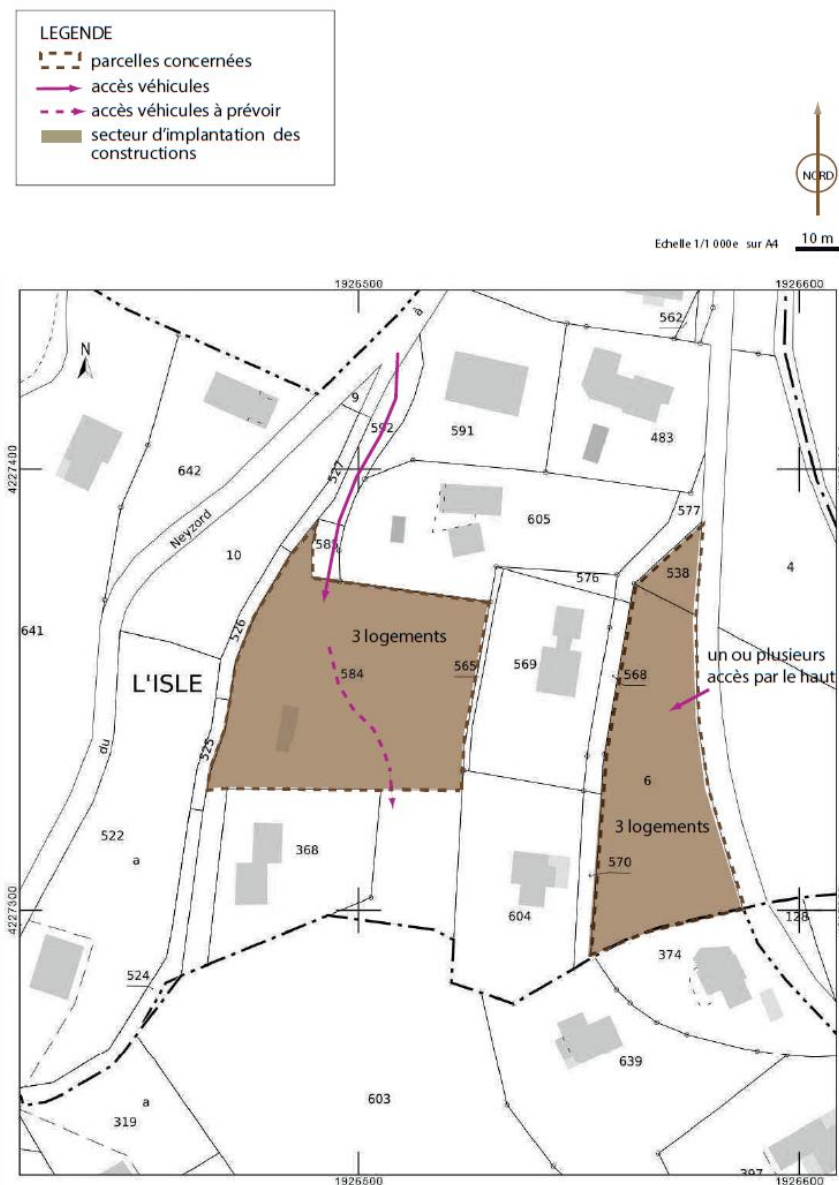 LEGENDE
parcelles concernées
accès véhicules
accès véhicules à prévoir
secteur d'implantation des
constructions
NORD
Echelle 1/1 000e sur A4
10 m
1926500
1926600
562
a
N
9
592
591
483
4227400
527
642
605
577
Neyzord
585
10
576
538
4
526
641
3 logements
569
un ou plusieurs
accès par le haut
584
565
568
L'ISLE
525
du
6
522
a
368
3 logements
570
4227300
604
128
524
374
639
603
319
a
397
1926500
1926600